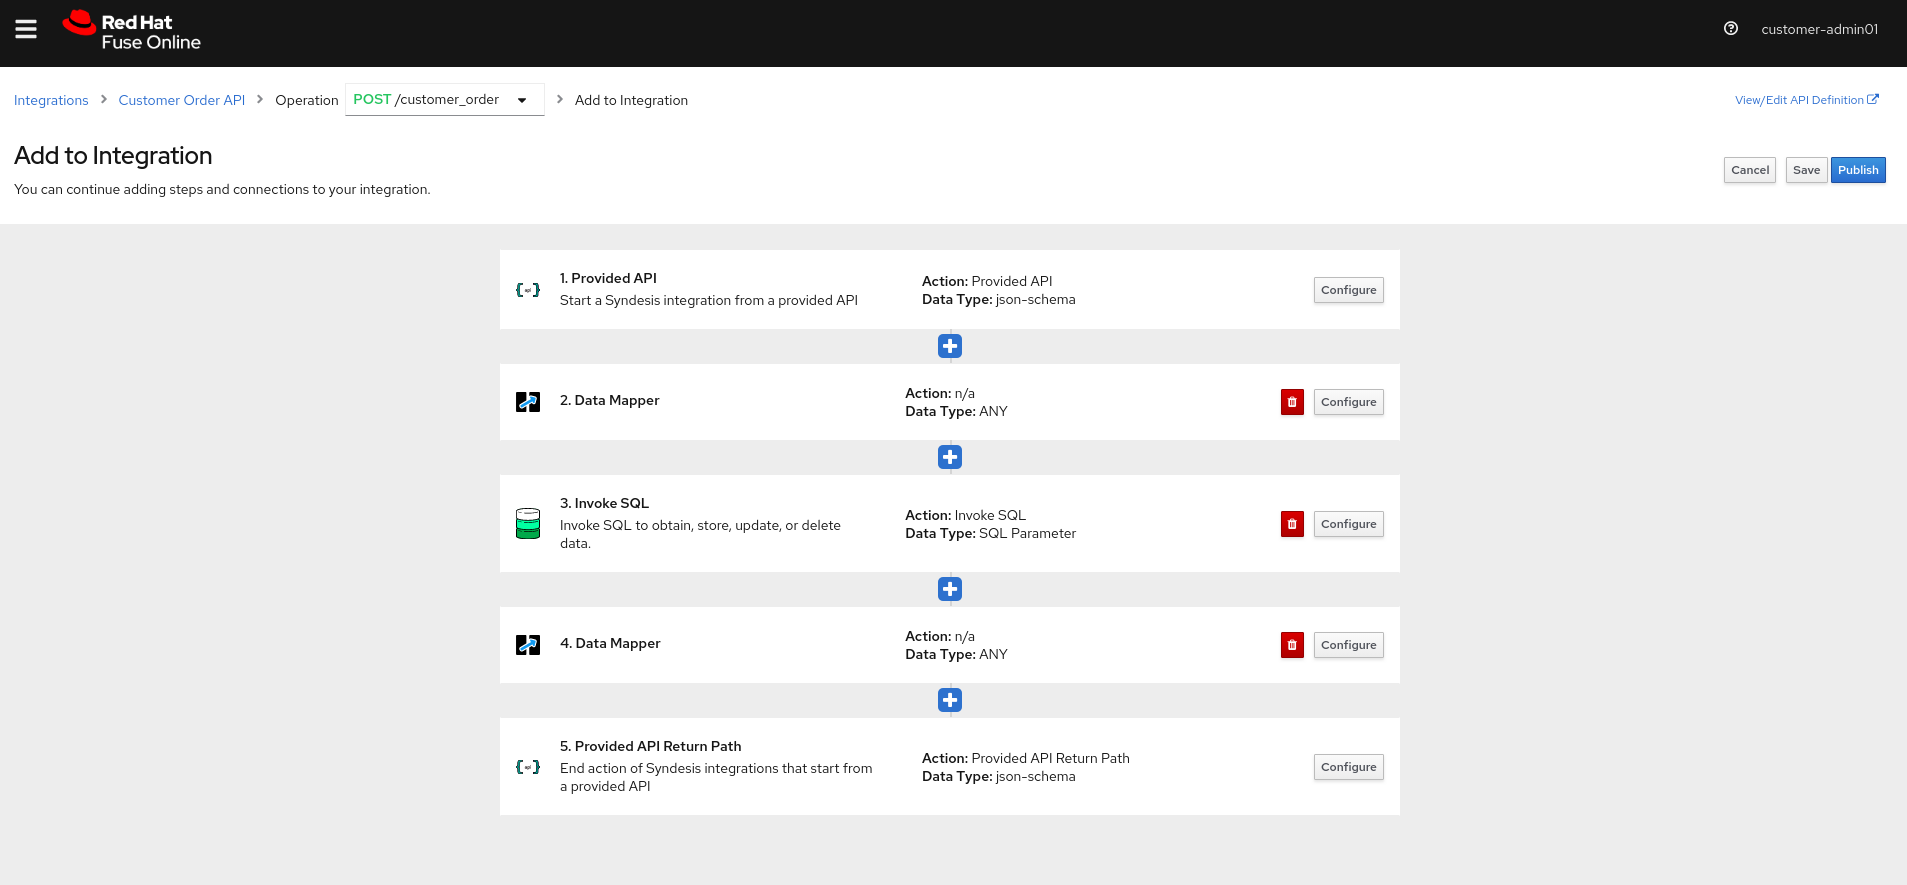 Red Hat
Fuse Online
customer-admin01
Integrations > Customer Order API > Operation POST /customer_order > Add to Integration
View/Edit API Definition
Add to Integration
You can continue adding steps and connections to your integration.
Cancel Save Publish
1. Provided API
Start a Syndesis integration from a provided API
Action: Provided API
Data Type: json-schema
Configure
2. Data Mapper
Action: n/a
Data Type: ANY
Configure
3. Invoke SQL
Invoke SQL to obtain, store, update, or delete
data.
Action: Invoke SQL
Data Type: SQL Parameter
Configure
4. Data Mapper
Action: n/a
Data Type: ANY
Configure
5. Provided API Return Path
End action of Syndesis integrations that start from
a provided API
Action: Provided API Return Path
Data Type: json-schema
Configure